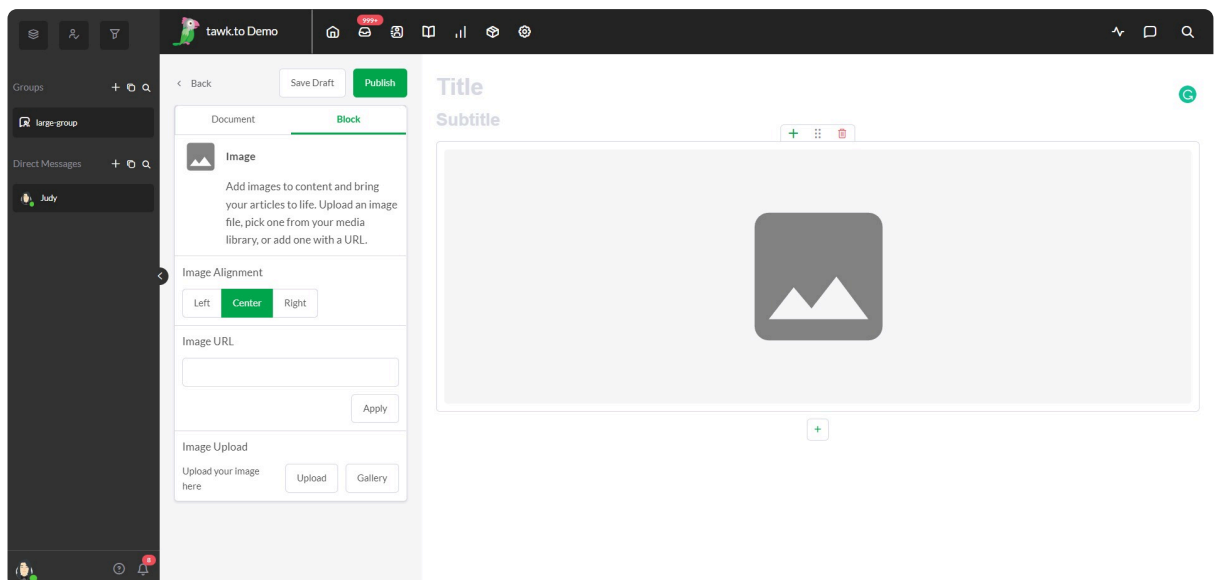 tawk.to Demo
999+
Groups
large-group
Direct Messages
Judy
8
Back
Save Draft
Publish
Document
Block
Image
Add images to content and bring
your articles to life. Upload an image
file, pick one from your media
library, or add one with a URL.
Image Alignment
Left
Center
Right
Image URL
Apply
Image Upload
Upload your image
here
Upload
Gallery
Title
Subtitle